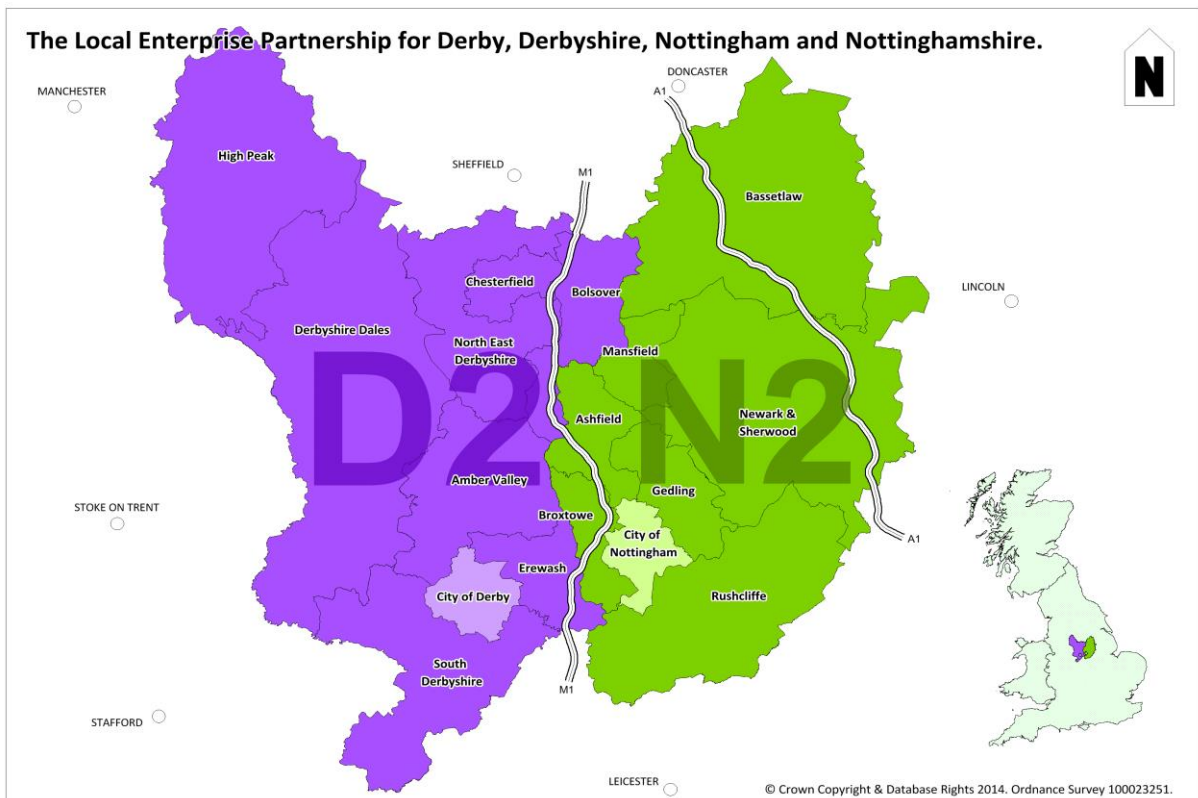 The Local Enterprise Partnership for Derby, Derbyshire, Nottingham and Nottinghamshire.
N
MANCHESTER
DONCASTER
A1
High Peak
SHEFFIELD
M1
Bassetlaw
Chesterfield
Bolsover
LINCOLN
Derbyshire Dales
North East
Derbyshire
Mansfield
D2 N2
Ashfield
Newark &
Sherwood
Amber Valley
Gedling
STOKE ON TRENT
Broxtowe
City of
Nottingham
A1
Erewash
City of Derby
Rushcliffe
South
Derbyshire
M1
STAFFORD
LEICESTER
© Crown Copyright & Database Rights 2014. Ordnance Survey 100023251.